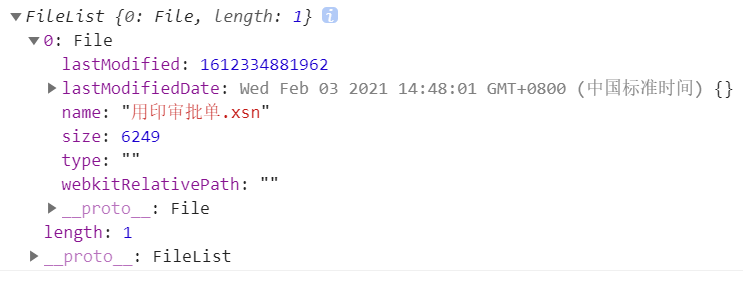 FileList {0: File, length: 1} i
0: File
lastModified: 1612334881962
lastModifiedDate: Wed Feb 03 2021 14:48:01 GMT+0800 (中国标准时间) {}
name: "用印审批单.xsn"
size: 6249
type: ""
webkitRelativePath: ""
__proto__: File
length: 1
__proto__: FileList